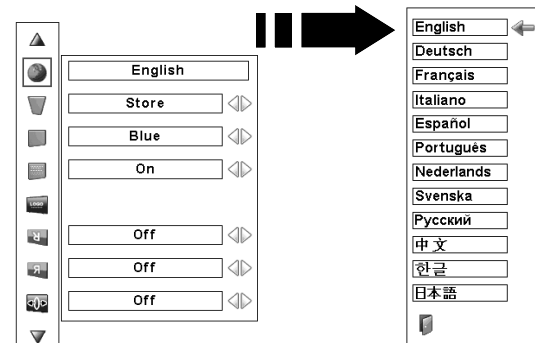 English
Store
Blue
On
LOGO
R
R
Off
Off
Off
English
Deutsch
Français
Italiano
Español
Português
Nederlands
Svenska
Русский
中文
한글
日本語